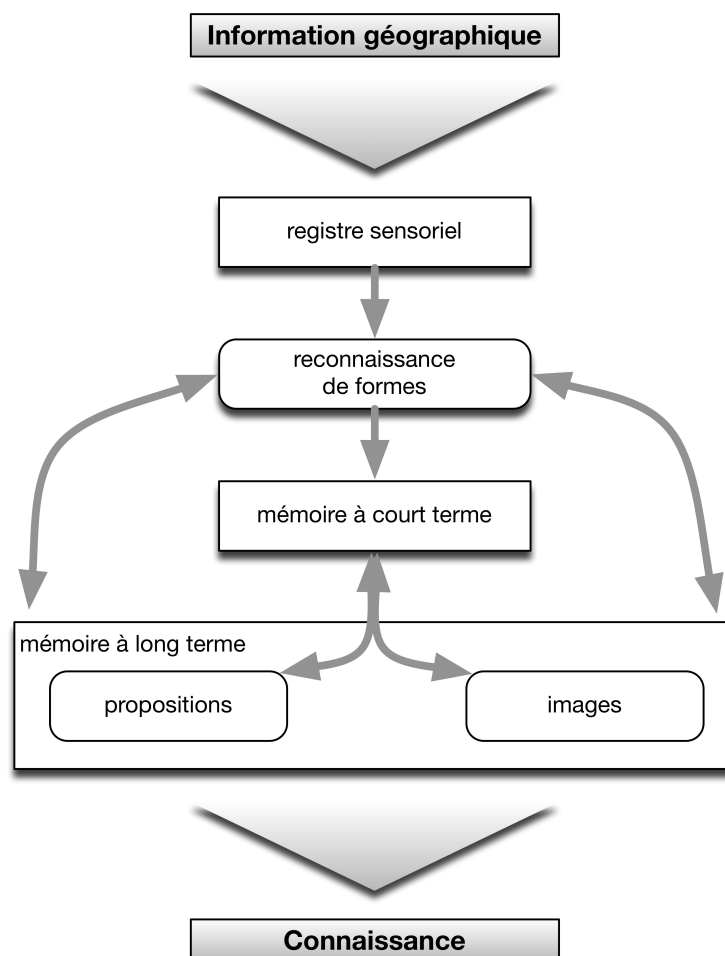 Information géographique
registre sensoriel
reconnaissance
de formes
mémoire à court terme
mémoire à long terme
propositions
images
Connaissance